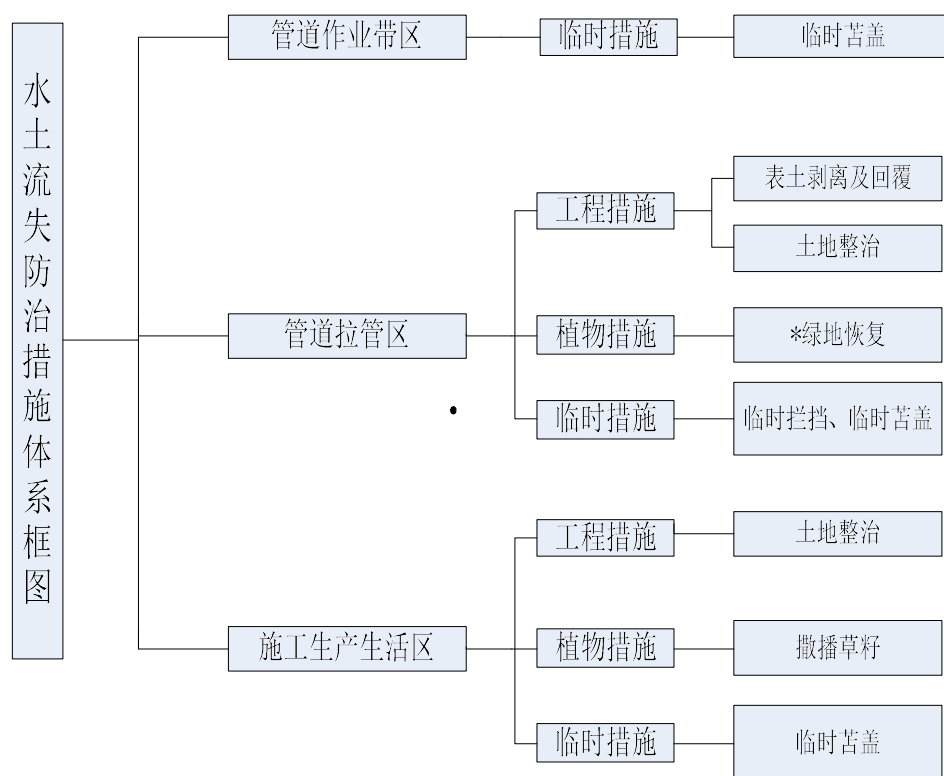 水土流失防治措施体系框图
管道作业带区
临时措施
临时苫盖
管道拉管区
工程措施
表土剥离及回覆
土地整治
植物措施
*绿地恢复
临时措施
临时拦挡、临时苫盖
施工生产生活区
工程措施
土地整治
植物措施
撒播草籽
临时措施
临时苫盖